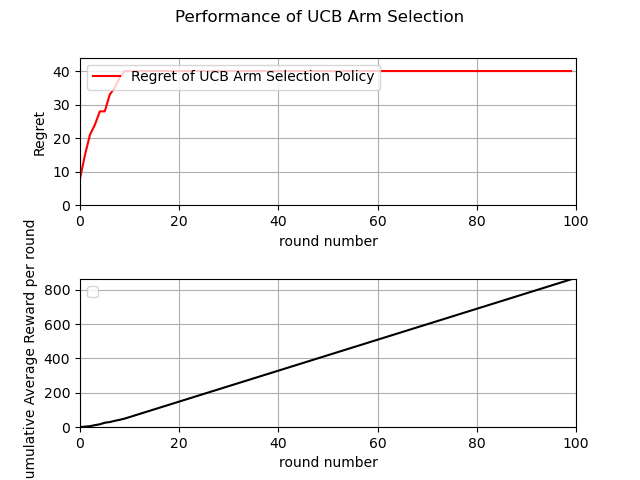 Performance of UCB Arm Selection
40
30
20
10
0
Regret
Regret of UCB Arm Selection Policy
0 20 40 60 80 100
round number
800
600
400
200
0
umulative Average Reward per round
0 20 40 60 80 100
round number